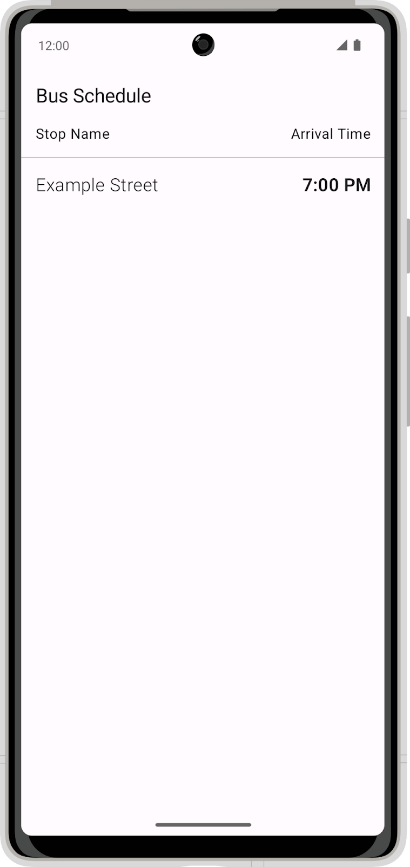 12:00
Bus Schedule
Stop Name Arrival Time
Example Street 7:00 PM